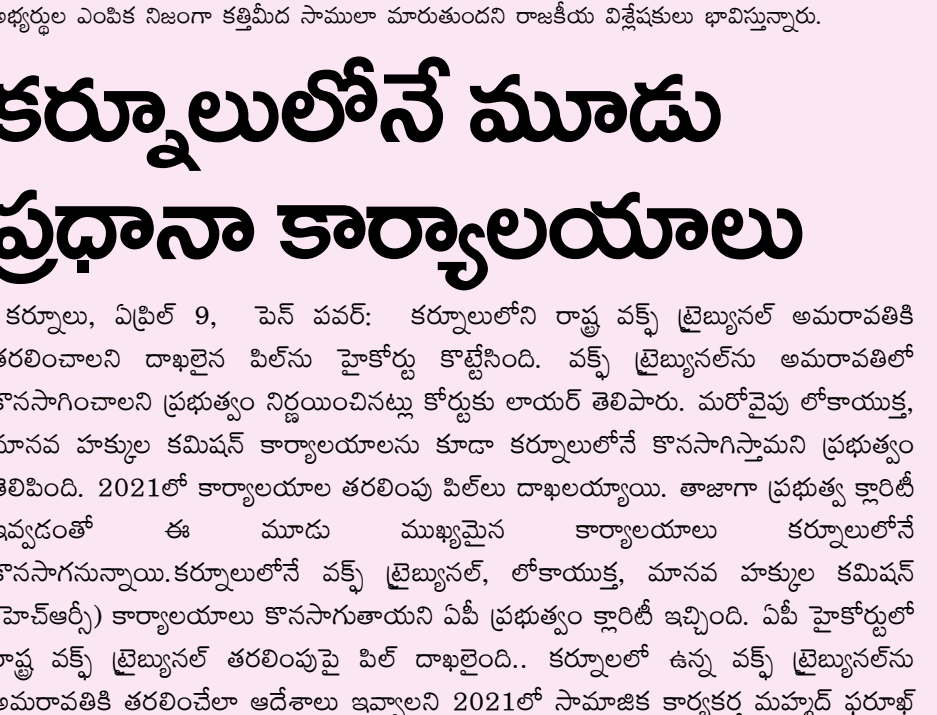 అభ్యర్థుల ఎంపిక నిజంగా కత్తిమీద సాములా మారుతుందని రాజకీయ విశ్లేషకులు భావిస్తున్నారు.
కర్నూలులోనే మూడు
ప్రధానా కార్యాలయాలు
కర్నూలు, ఏప్రిల్ 9, పెన్ పవర్: కర్నూలులోని రాష్ట్ర వక్ఫ్ ట్రైబ్యునల్ అమరావతికి
తరలించాలని దాఖలైన పిల్‌ను హైకోర్టు కొట్టేసింది. వక్ఫ్ ట్రైబ్యునల్‌ను అమరావతిలో
కొనసాగించాలని ప్రభుత్వం నిర్ణయించినట్లు కోర్టుకు లాయర్ తెలిపారు. మరోవైపు లోకాయుక్త,
మానవ హక్కుల కమిషన్ కార్యాలయాలను కూడా కర్నూలులోనే కొనసాగిస్తామని ప్రభుత్వం
తెలిపింది. 2021లో కార్యాలయాల తరలింపు పిల్‌లు దాఖలయ్యాయి. తాజాగా ప్రభుత్వ క్లారిటీ
ఇవ్వడంతో ఈ మూడు ముఖ్యమైన కార్యాలయాలు కర్నూలులోనే
కొనసాగనున్నాయి.కర్నూలులోనే వక్ఫ్ ట్రైబ్యునల్, లోకాయుక్త, మానవ హక్కుల కమిషన్
(హెచ్ఆర్సీ) కార్యాలయాలు కొనసాగుతాయని ఏపీ ప్రభుత్వం క్లారిటీ ఇచ్చింది. ఏపీ హైకోర్టులో
రాష్ట్ర వక్ఫ్ ట్రైబ్యునల్ తరలింపుపై పిల్ దాఖలైంది.. కర్నూలలో ఉన్న వక్ఫ్ ట్రైబ్యునల్‌ను
అమరావతికి తరలించేలా ఆదేశాలు ఇవ్వాలని 2021లో సామాజిక కార్యకర్త మహ్మద్ ఫరూఖ్